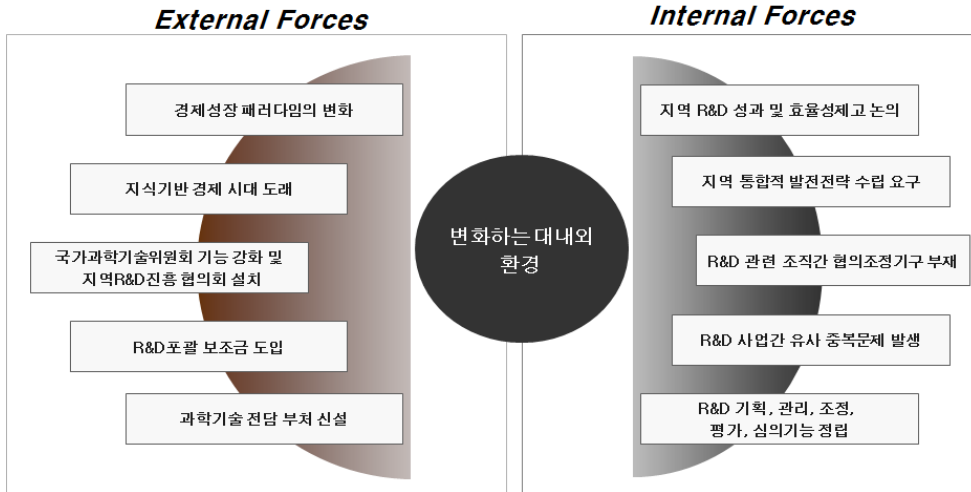 External Forces
경제성장 패러다임의 변화
지식기반 경제 시대 도래
국가과학기술위원회 기능 강화 및
지역R&D진흥 협의회 설치
R&D포괄 보조금 도입
과학기술 전담 부처 신설
변화하는 대내외
환경
Internal Forces
지역 R&D 성과 및 효율성제고 논의
지역 통합적 발전전략 수립 요구
R&D 관련 조직간 협의조정기구 부재
R&D 사업간 유사 중복문제 발생
R&D 기획, 관리, 조정,
평가, 심의기능 정립